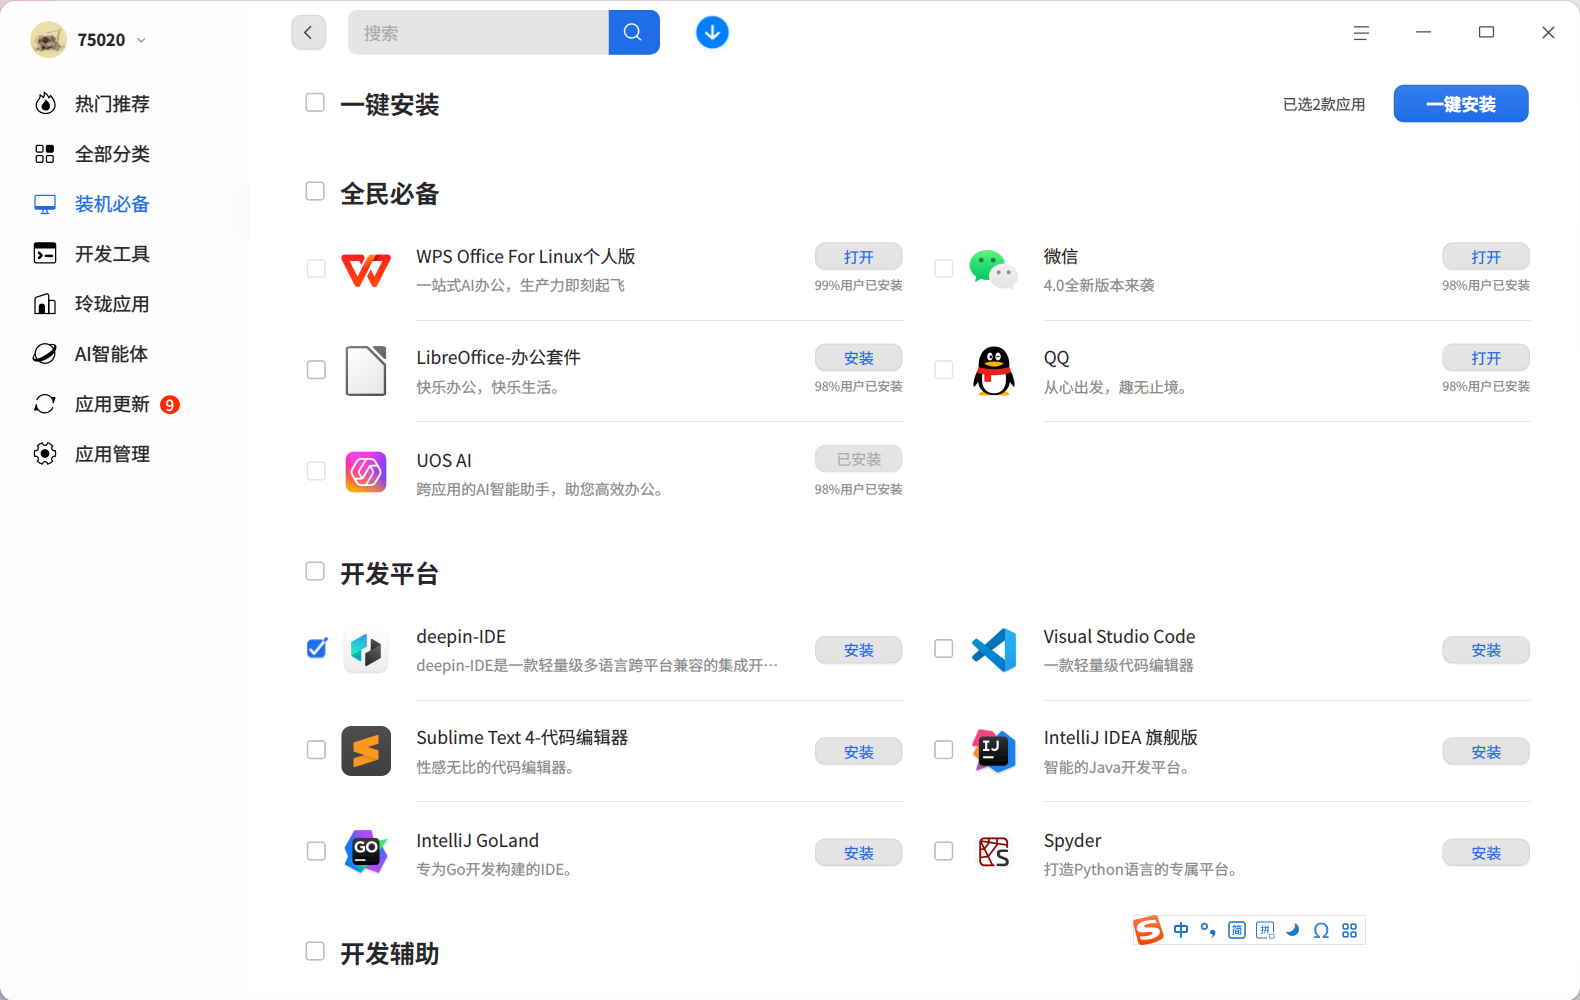 75020
搜索
热门推荐
全部分类
装机必备
开发工具
玲珑应用
AI智能体
应用更新 9
应用管理
一键安装
已选2款应用
一键安装
全民必备
WPS Office For Linux个人版
一站式AI办公，生产力即刻起飞
打开
99%用户已安装
微信
4.0全新版本来袭
打开
98%用户已安装
LibreOffice-办公套件
快乐办公，快乐生活。
安装
98%用户已安装
QQ
从心出发，趣无止境。
打开
98%用户已安装
UOS AI
跨应用的AI智能助手，助您高效办公。
已安装
98%用户已安装
开发平台
deepin-IDE
deepin-IDE是一款轻量级多语言跨平台兼容的集成开…
安装
Visual Studio Code
一款轻量级代码编辑器
安装
Sublime Text 4-代码编辑器
性感无比的代码编辑器。
安装
IJ
IntelliJ IDEA 旗舰版
智能的Java开发平台。
安装
GO
IntelliJ GoLand
专为Go开发构建的IDE。
安装
S
Spyder
打造Python语言的专属平台。
安装
S 中 °, 简 拼 Ω
开发辅助